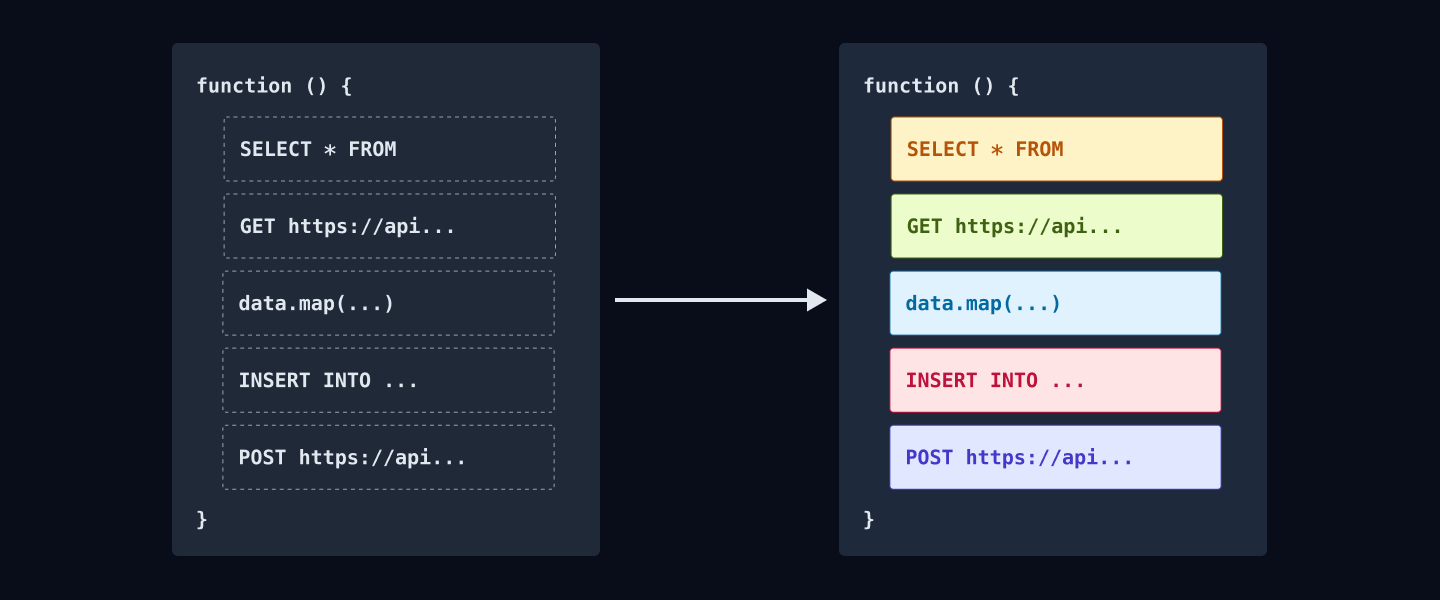 function () {
SELECT * FROM
GET https://api...
data.map(...)
INSERT INTO ...
POST https://api...
}
function () {
SELECT * FROM
GET https://api...
data.map(...)
INSERT INTO ...
POST https://api...
}